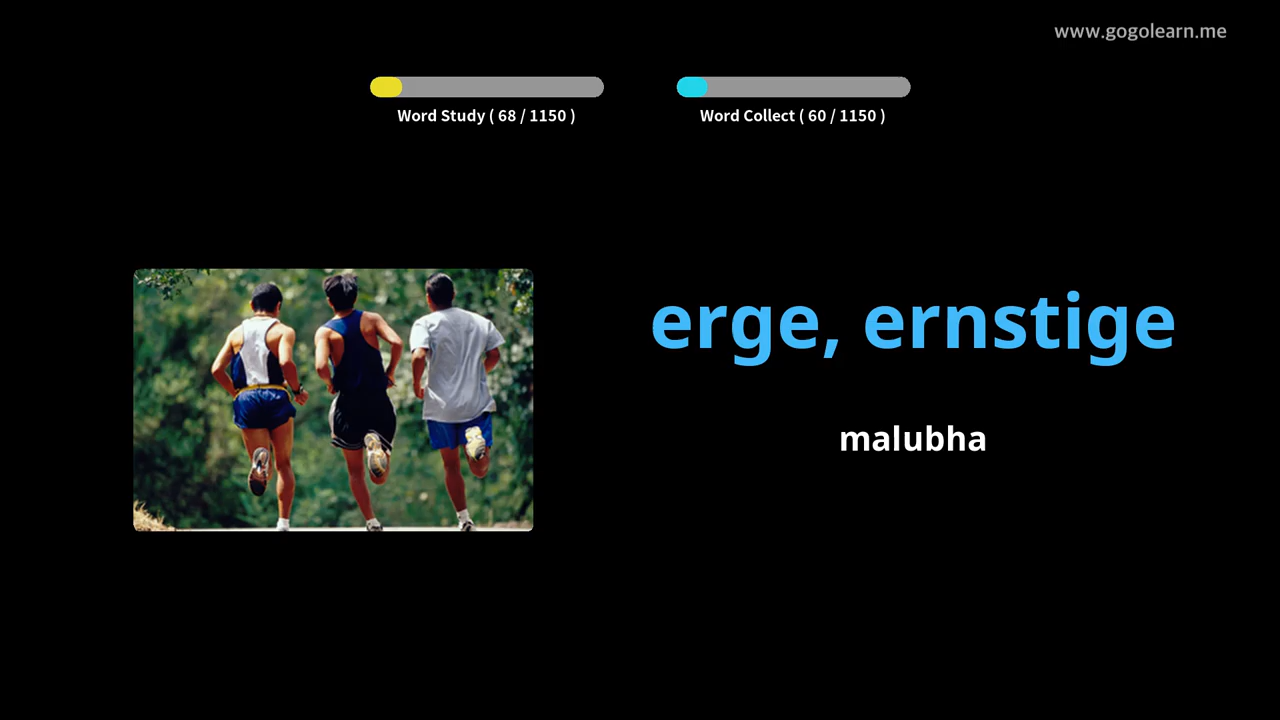 www.gogolearn.me
Word Study ( 68 / 1150 )
Word Collect ( 60 / 1150 )
erge, ernstige
malubha